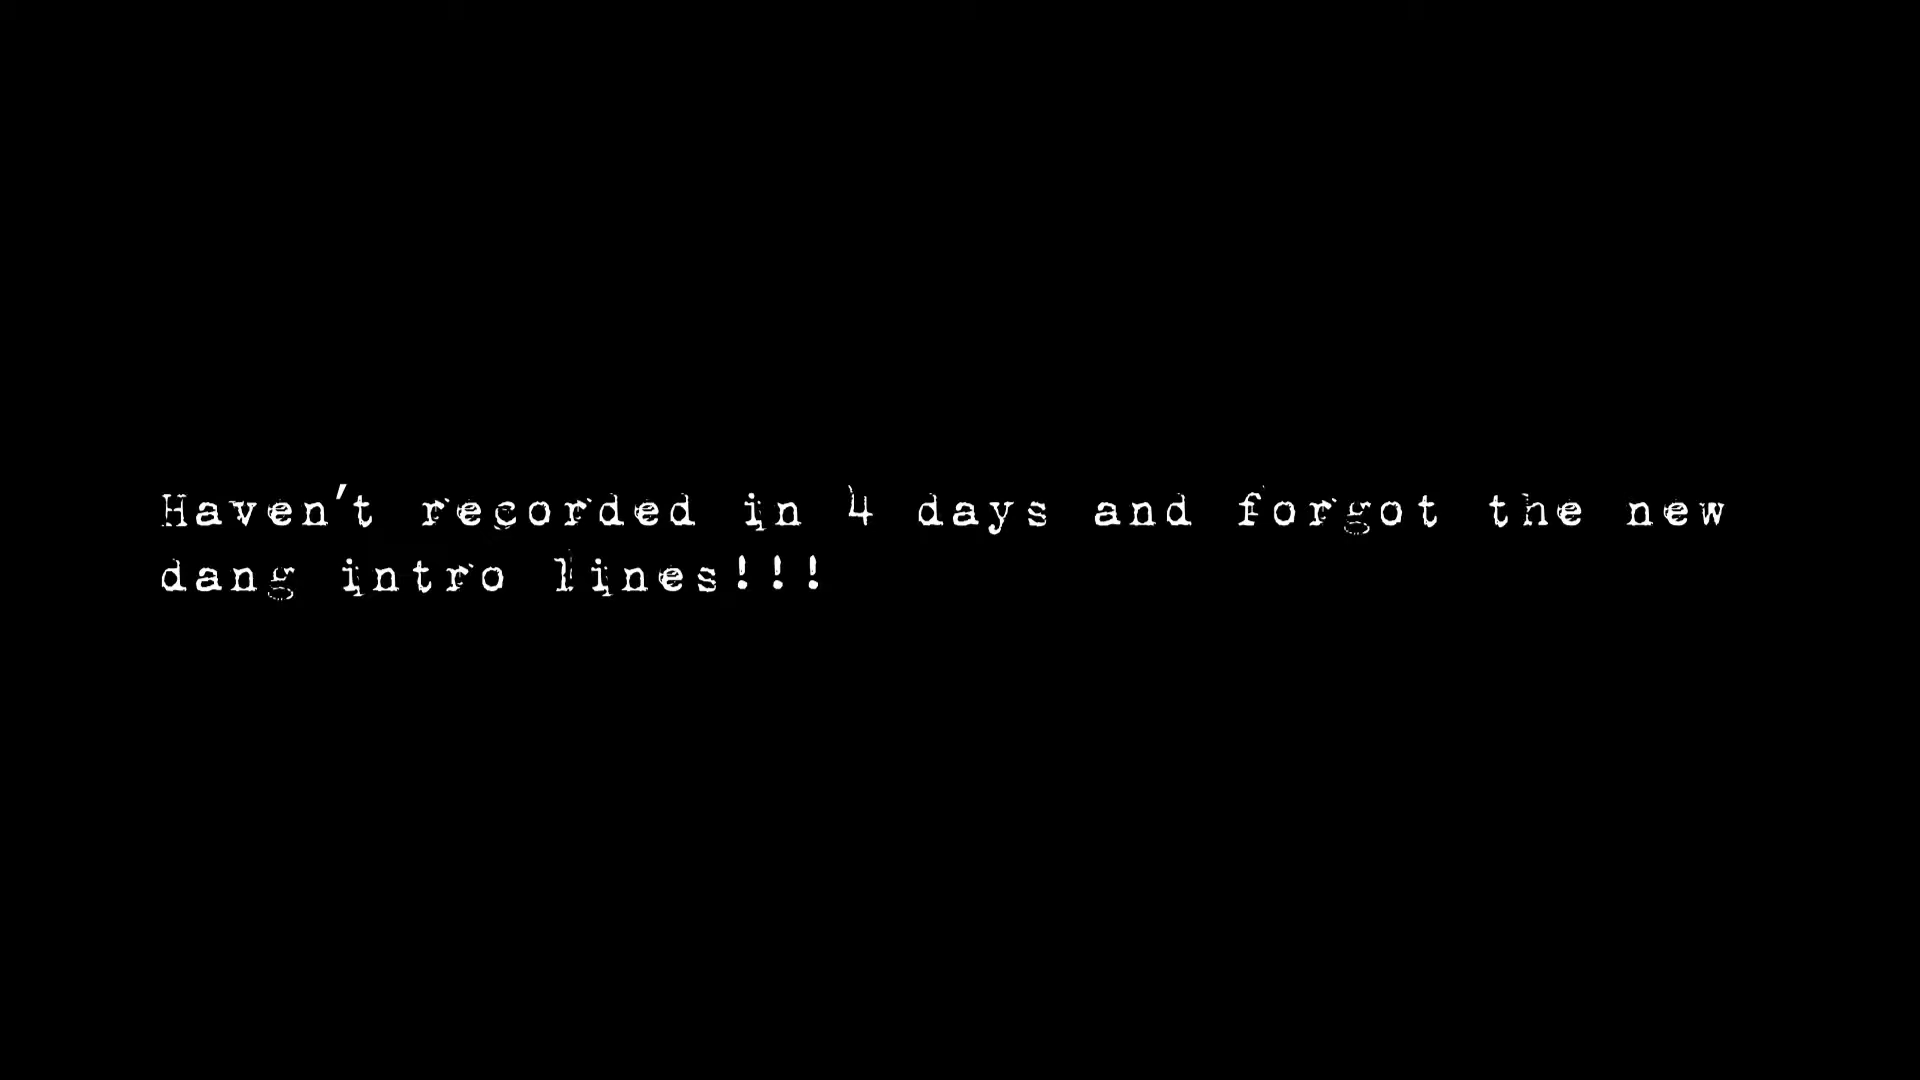 Haven't recorded in 4 days and forgot the new
dang intro lines!!!